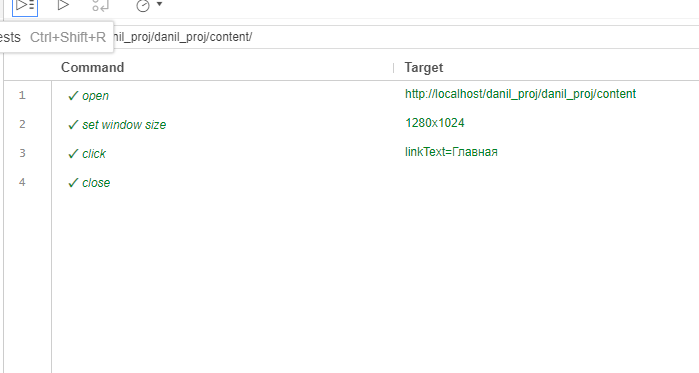 ests Ctrl+Shift+R
nil_proj/danil_proj/content/
Command Target
1 ✓ open http://localhost/danil_proj/danil_proj/content
2 ✓ set window size 1280x1024
3 ✓ click linkText=Главная
4 ✓ close